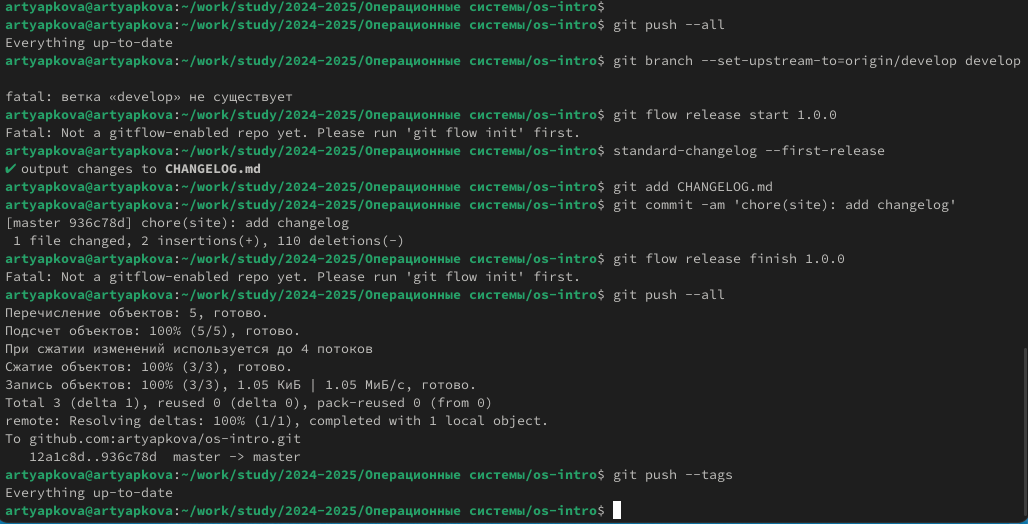 artyapkova@artyapkova:~/work/study/2024-2025/Операционные системы/os-intro$
artyapkova@artyapkova:~/work/study/2024-2025/Операционные системы/os-intro$ git push --all
Everything up-to-date
artyapkova@artyapkova:~/work/study/2024-2025/Операционные системы/os-intro$ git branch --set-upstream-to=origin/develop develop
fatal: ветка «develop» не существует
artyapkova@artyapkova:~/work/study/2024-2025/Операционные системы/os-intro$ git flow release start 1.0.0
Fatal: Not a gitflow-enabled repo yet. Please run 'git flow init' first.
artyapkova@artyapkova:~/work/study/2024-2025/Операционные системы/os-intro$ standard-changelog --first-release
✔ output changes to CHANGELOG.md
artyapkova@artyapkova:~/work/study/2024-2025/Операционные системы/os-intro$ git add CHANGELOG.md
artyapkova@artyapkova:~/work/study/2024-2025/Операционные системы/os-intro$ git commit -am 'chore(site): add changelog'
[master 936c78d] chore(site): add changelog
 1 file changed, 2 insertions(+), 110 deletions(-)
artyapkova@artyapkova:~/work/study/2024-2025/Операционные системы/os-intro$ git flow release finish 1.0.0
Fatal: Not a gitflow-enabled repo yet. Please run 'git flow init' first.
artyapkova@artyapkova:~/work/study/2024-2025/Операционные системы/os-intro$ git push --all
Перечисление объектов: 5, готово.
Подсчет объектов: 100% (5/5), готово.
При сжатии изменений используется до 4 потоков
Сжатие объектов: 100% (3/3), готово.
Запись объектов: 100% (3/3), 1.05 КиБ | 1.05 МиБ/с, готово.
Total 3 (delta 1), reused 0 (delta 0), pack-reused 0 (from 0)
remote: Resolving deltas: 100% (1/1), completed with 1 local object.
To github.com:artyapkova/os-intro.git
   12a1c8d..936c78d  master -> master
artyapkova@artyapkova:~/work/study/2024-2025/Операционные системы/os-intro$ git push --tags
Everything up-to-date
artyapkova@artyapkova:~/work/study/2024-2025/Операционные системы/os-intro$